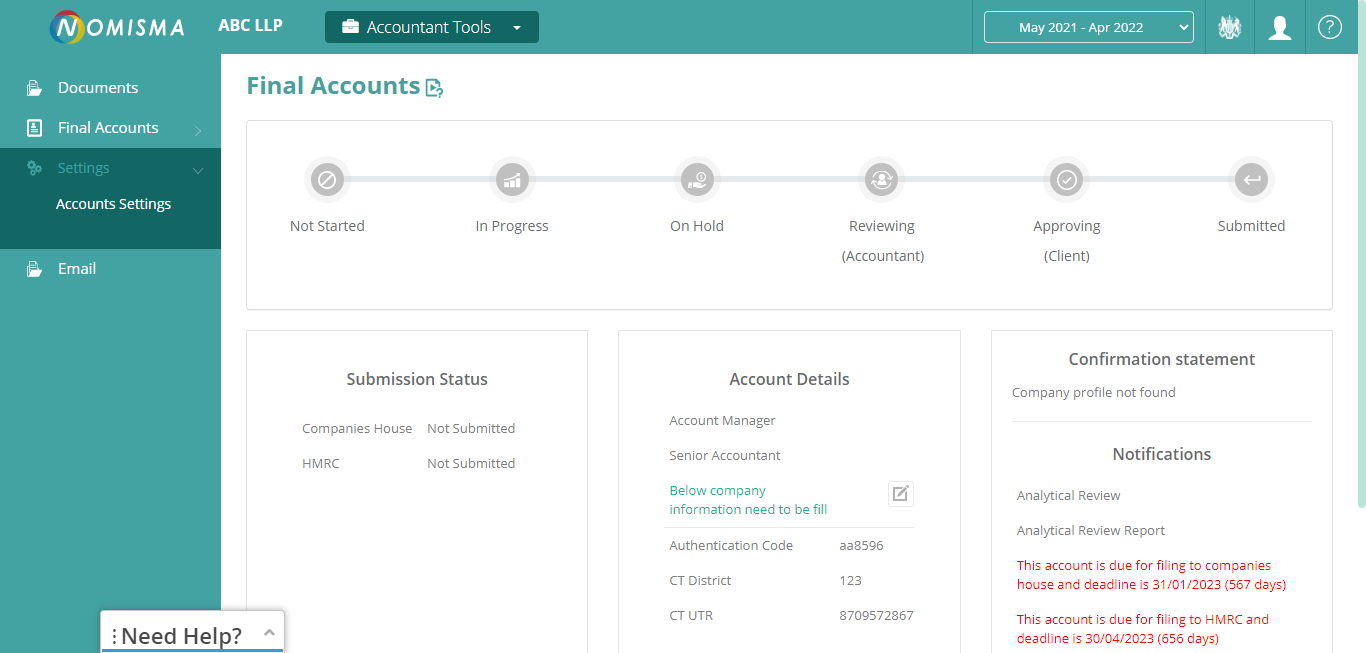 NOMISMA
ABC LLP
Accountant Tools
May 2021 - Apr 2022
?
Documents
Final Accounts
Settings
Accounts Settings
Email
Final Accounts
Not Started
In Progress
On Hold
Reviewing
(Accountant)
Approving
(Client)
Submitted
Submission Status
Companies House Not Submitted
HMRC Not Submitted
Account Details
Account Manager
Senior Accountant
Below company
information need to be fill
Authentication Code aa8596
CT District 123
CT UTR 8709572867
Confirmation statement
Company profile not found
Notifications
Analytical Review
Analytical Review Report
This account is due for filing to companies
house and deadline is 31/01/2023 (567 days)
This account is due for filing to HMRC and
deadline is 30/04/2023 (656 days)
Need Help?